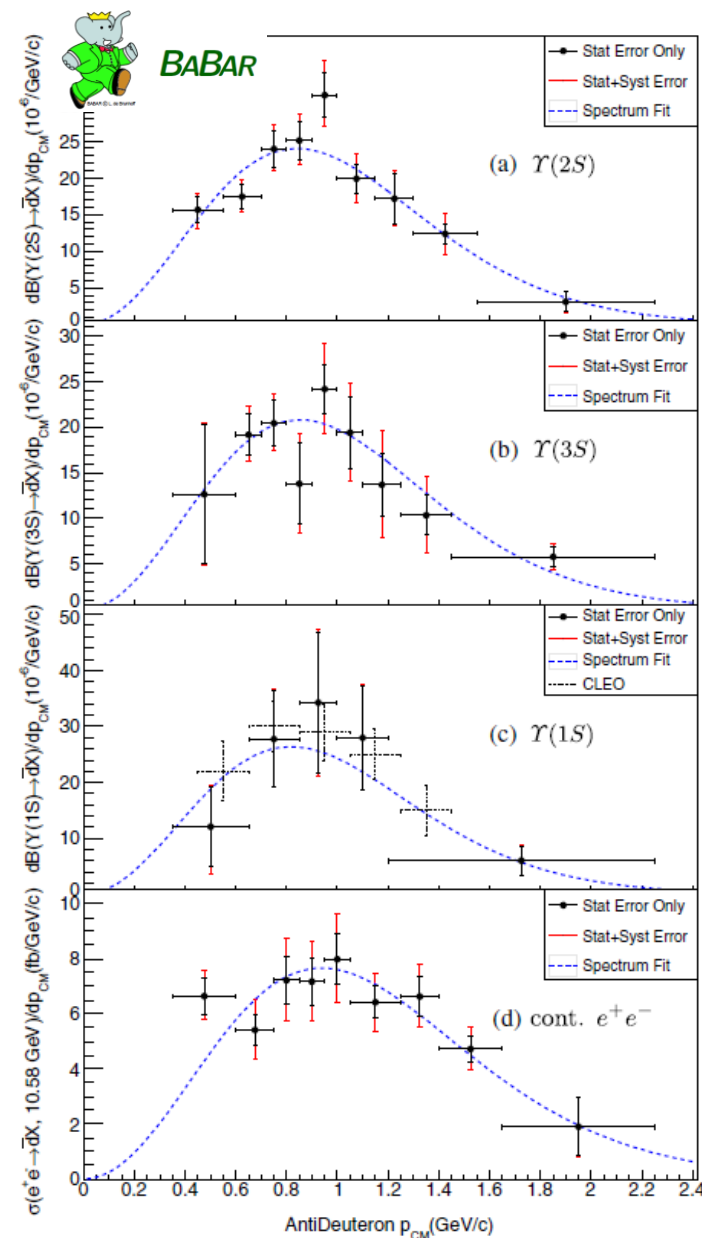 BABAR
BABAR © L. de Brunhoff
Stat Error Only
Stat+Syst Error
Spectrum Fit
(a) ϒ(2S)
dB(Υ(2S)→d̅X)/dp_CM(10⁻⁶/GeV/c)
25
20
15
10
5
0
Stat Error Only
Stat+Syst Error
Spectrum Fit
(b) ϒ(3S)
dB(Υ(3S)→d̅X)/dp_CM(10⁻⁶/GeV/c)
30
25
20
15
10
5
0
Stat Error Only
Stat+Syst Error
Spectrum Fit
CLEO
(c) ϒ(1S)
dB(Υ(1S)→d̅X)/dp_CM(10⁻⁶/GeV/c)
50
40
30
20
10
0
Stat Error Only
Stat+Syst Error
Spectrum Fit
(d) cont. e⁺e⁻
σ(e⁺e⁻→d̅X, 10.58 GeV)/dp_CM(fb/GeV/c)
10
8
6
4
2
0
0 0.2 0.4 0.6 0.8 1 1.2 1.4 1.6 1.8 2 2.2 2.4
AntiDeuteron p_CM(GeV/c)